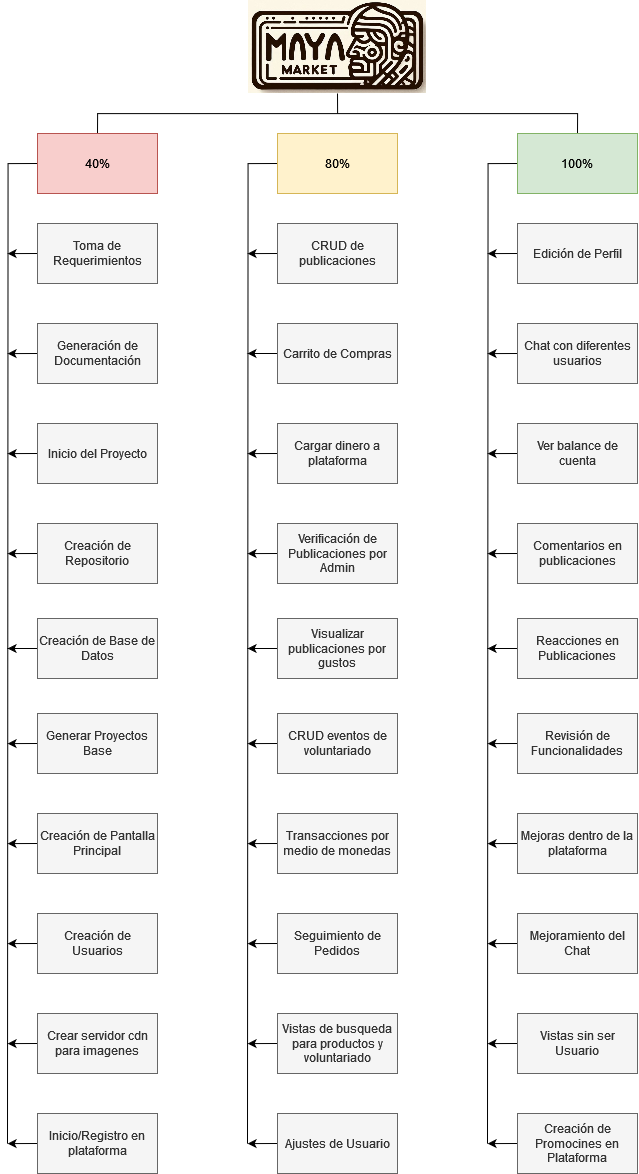 MAYA
MARKET
40%
Toma de
Requerimientos
Generación de
Documentación
Inicio del Proyecto
Creación de
Repositorio
Creación de Base de
Datos
Generar Proyectos
Base
Creación de Pantalla
Principal
Creación de
Usuarios
Crear servidor cdn
para imagenes
Inicio/Registro en
plataforma
80%
CRUD de
publicaciones
Carrito de Compras
Cargar dinero a
plataforma
Verificación de
Publicaciones por
Admin
Visualizar
publicaciones por
gustos
CRUD eventos de
voluntariado
Transacciones por
medio de monedas
Seguimiento de
Pedidos
Vistas de busqueda
para productos y
voluntariado
Ajustes de Usuario
100%
Edición de Perfil
Chat con diferentes
usuarios
Ver balance de
cuenta
Comentarios en
publicaciones
Reacciones en
Publicaciones
Revisión de
Funcionalidades
Mejoras dentro de la
plataforma
Mejoramiento del
Chat
Vistas sin ser
Usuario
Creación de
Promocines en
Plataforma